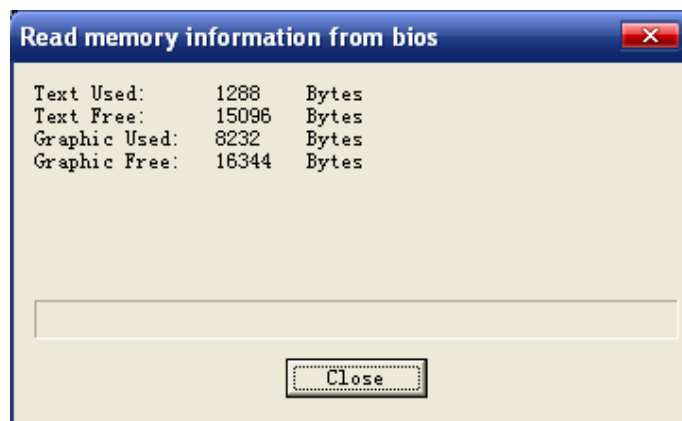 Read memory information from bios
Text Used: 1288 Bytes
Text Free: 15096 Bytes
Graphic Used: 8232 Bytes
Graphic Free: 16344 Bytes
Close